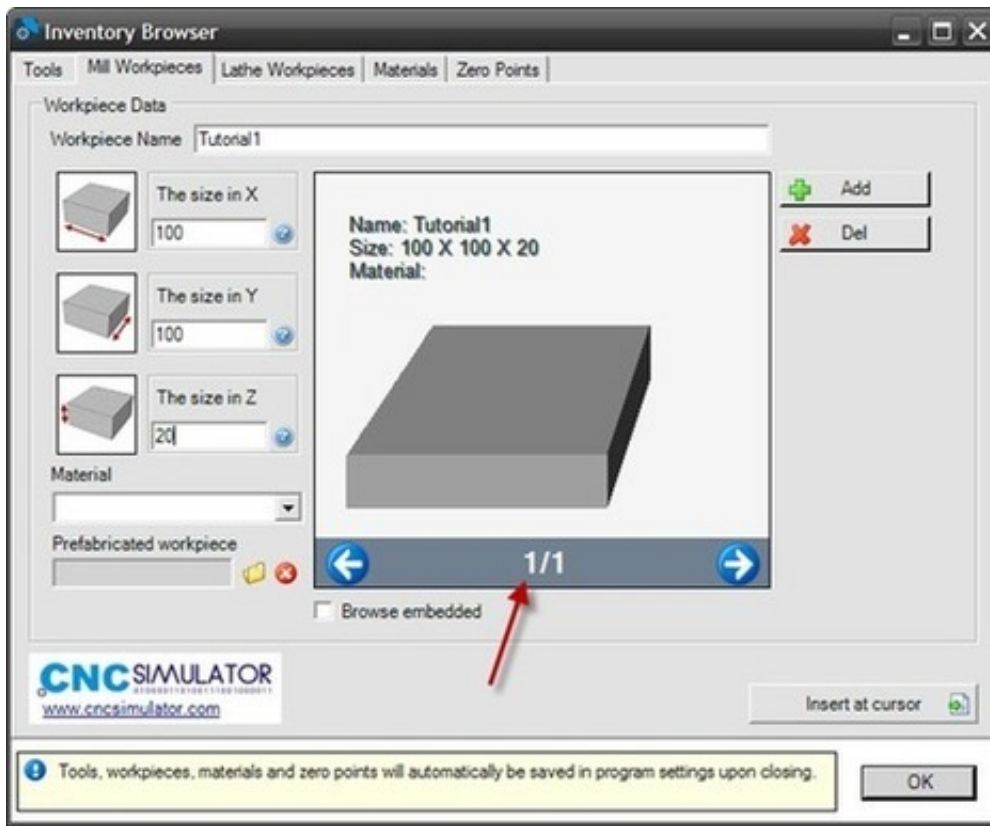 Inventory Browser
Tools Mill Workpieces Lathe Workpieces Materials Zero Points
Workpiece Data
Workpiece Name Tutorial1
The size in X
100
The size in Y
100
The size in Z
20
Material
Prefabricated workpiece
Name: Tutorial1
Size: 100 X 100 X 20
Material:
1/1
Browse embedded
Add
Del
CNC SIMULATOR
www.cncsimulator.com
Insert at cursor
Tools, workpieces, materials and zero points will automatically be saved in program settings upon closing.
OK